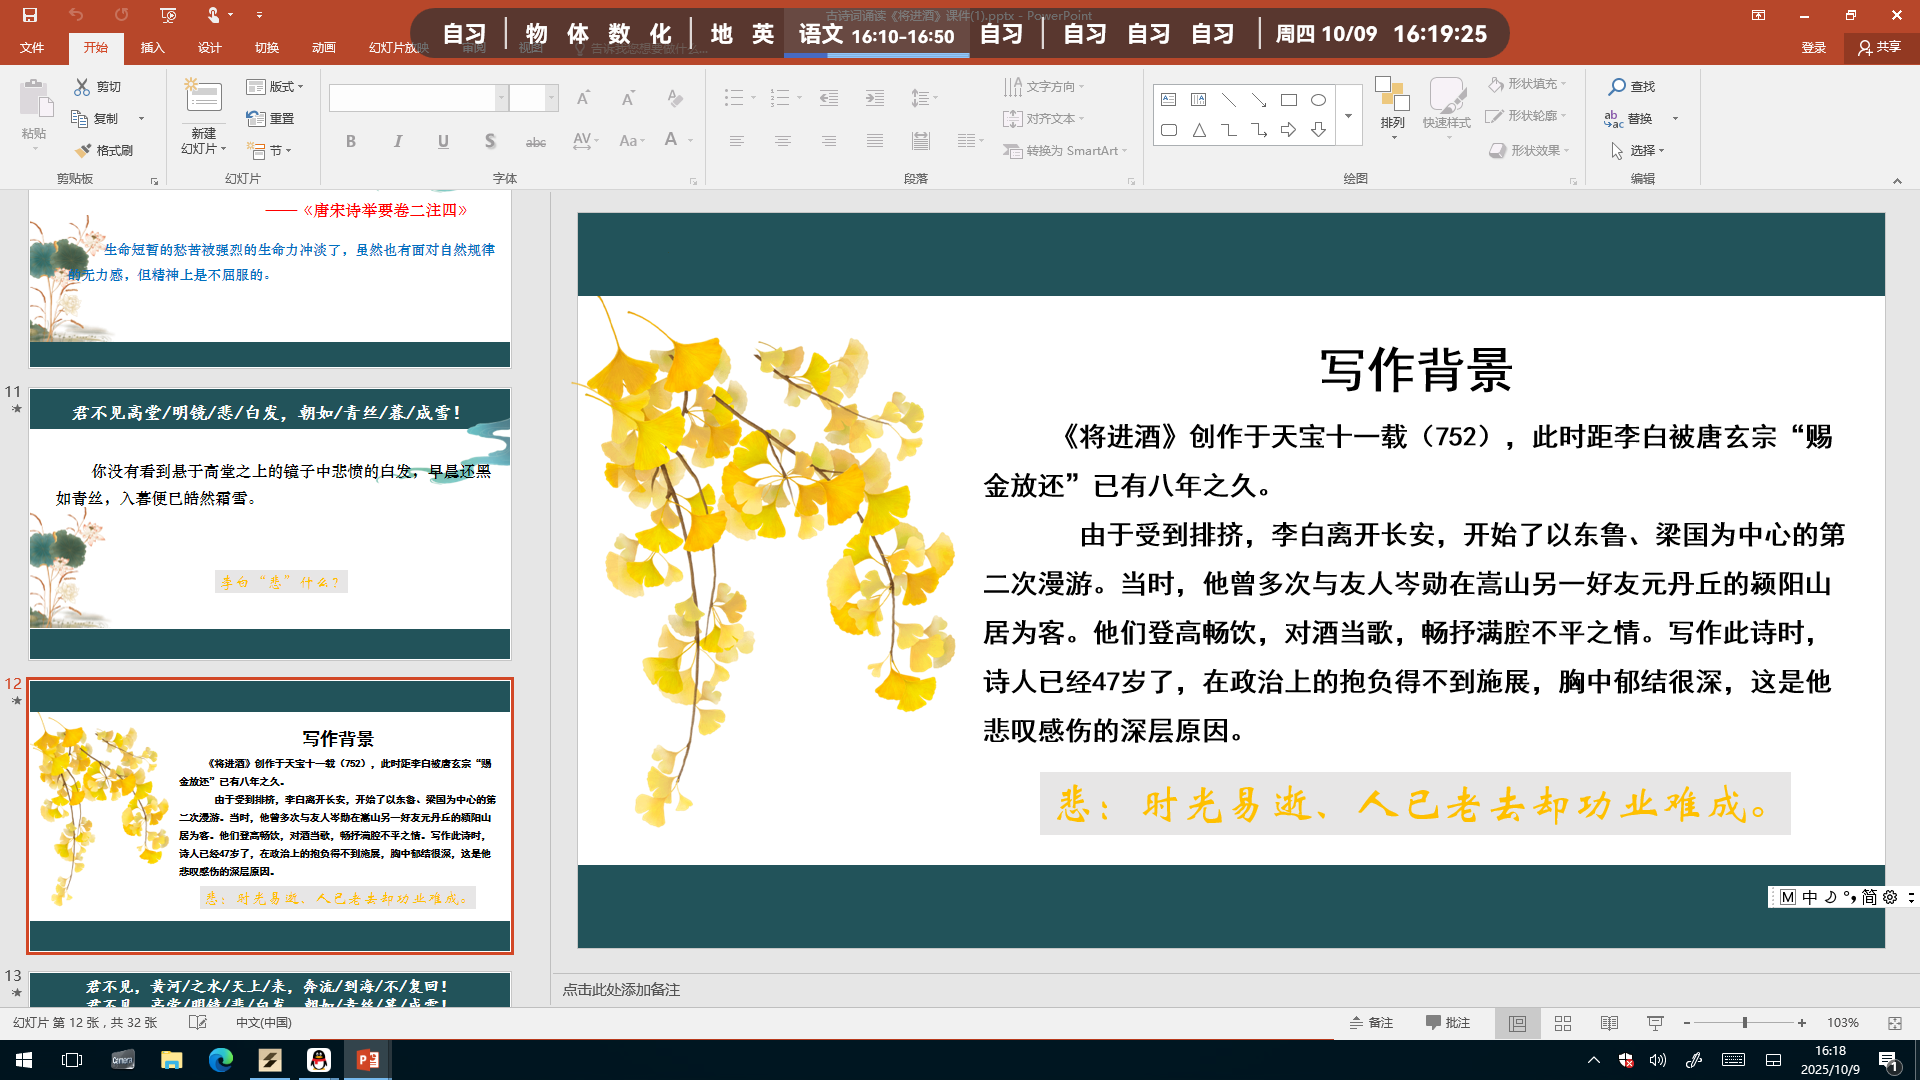 古诗词诵读《将进酒》课件(1).pptx - PowerPoint
自习 物 体 数 化 地 英 语文 16:10-16:50 自习 自习 自习 自习 周四 10/09 16:19:25
文件 开始 插入 设计 切换 动画 幻灯片放映 审阅 视图 登录 共享
粘贴
剪切
复制
格式刷
剪贴板
新建
幻灯片
版式
重置
节
幻灯片
B I U S abc AV Aa A
字体
文字方向
对齐文本
转换为 SmartArt
段落
排列
快速样式
形状填充
形状轮廓
形状效果
绘图
查找
替换
选择
编辑
——《唐宋诗举要卷二注四》
生命短暂的愁苦被强烈的生命力冲淡了，虽然也有面对自然规律
的无力感，但精神上是不屈服的。
11
君不见高堂/明镜/悲/白发，朝如/青丝/暮/成雪！
你没有看到悬于高堂之上的镜子中悲愤的白发，早晨还黑
如青丝，入暮便已皓然霜雪。
李白“悲”什么？
12
写作背景
《将进酒》创作于天宝十一载（752），此时距李白被唐玄宗“赐
金放还”已有八年之久。
由于受到排挤，李白离开长安，开始了以东鲁、梁国为中心的第
二次漫游。当时，他曾多次与友人岑勋在嵩山另一好友元丹丘的颍阳山
居为客。他们登高畅饮，对酒当歌，畅抒满腔不平之情。写作此诗时，
诗人已经47岁了，在政治上的抱负得不到施展，胸中郁结很深，这是他
悲叹感伤的深层原因。
悲：时光易逝、人已老去却功业难成。
13
君不见，黄河/之水/天上/来，奔流/到海/不/复回！
君不见，高堂/明镜/悲/白发，朝如/青丝/暮/成雪！
写作背景
《将进酒》创作于天宝十一载（752），此时距李白被唐玄宗“赐
金放还”已有八年之久。
由于受到排挤，李白离开长安，开始了以东鲁、梁国为中心的第
二次漫游。当时，他曾多次与友人岑勋在嵩山另一好友元丹丘的颍阳山
居为客。他们登高畅饮，对酒当歌，畅抒满腔不平之情。写作此诗时，
诗人已经47岁了，在政治上的抱负得不到施展，胸中郁结很深，这是他
悲叹感伤的深层原因。
悲：时光易逝、人已老去却功业难成。
M 中 简
点击此处添加备注
幻灯片 第 12 张，共 32 张 中文(中国) 备注 批注 103%
16:18
2025/10/9
1